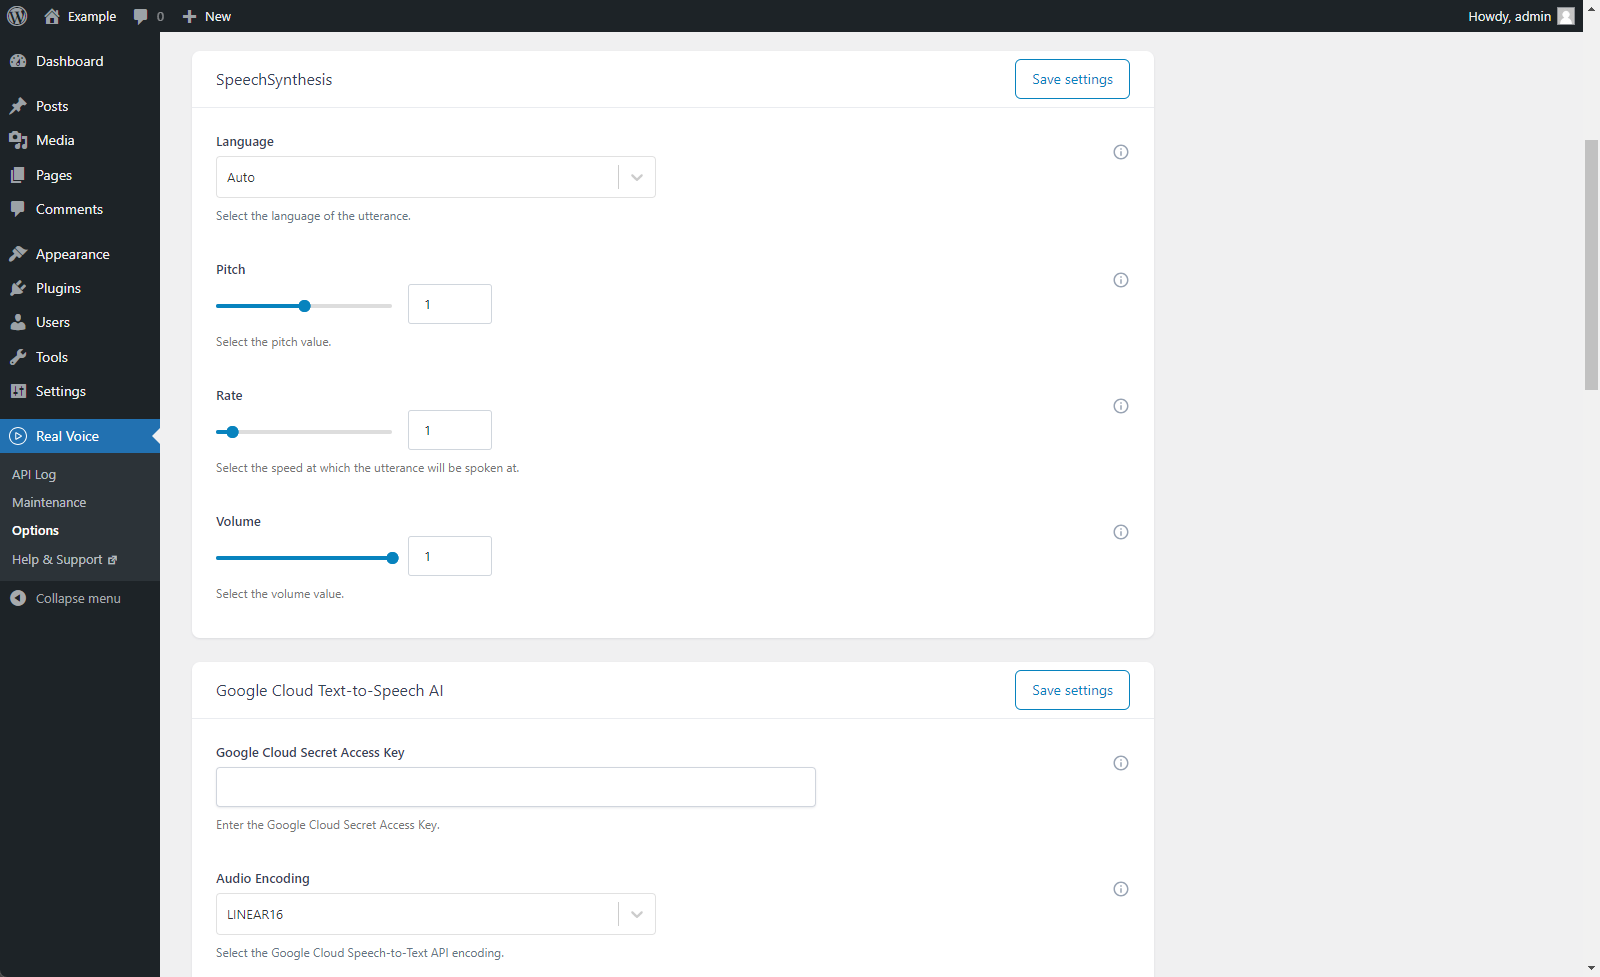 Example
0
New
Howdy, admin
Dashboard
Posts
Media
Pages
Comments
Appearance
Plugins
Users
Tools
Settings
Real Voice
API Log
Maintenance
Options
Help & Support
Collapse menu
SpeechSynthesis
Save settings
Language
Auto
Select the language of the utterance.
Pitch
1
Select the pitch value.
Rate
1
Select the speed at which the utterance will be spoken at.
Volume
1
Select the volume value.
Google Cloud Text-to-Speech AI
Save settings
Google Cloud Secret Access Key
Enter the Google Cloud Secret Access Key.
Audio Encoding
LINEAR16
Select the Google Cloud Speech-to-Text API encoding.